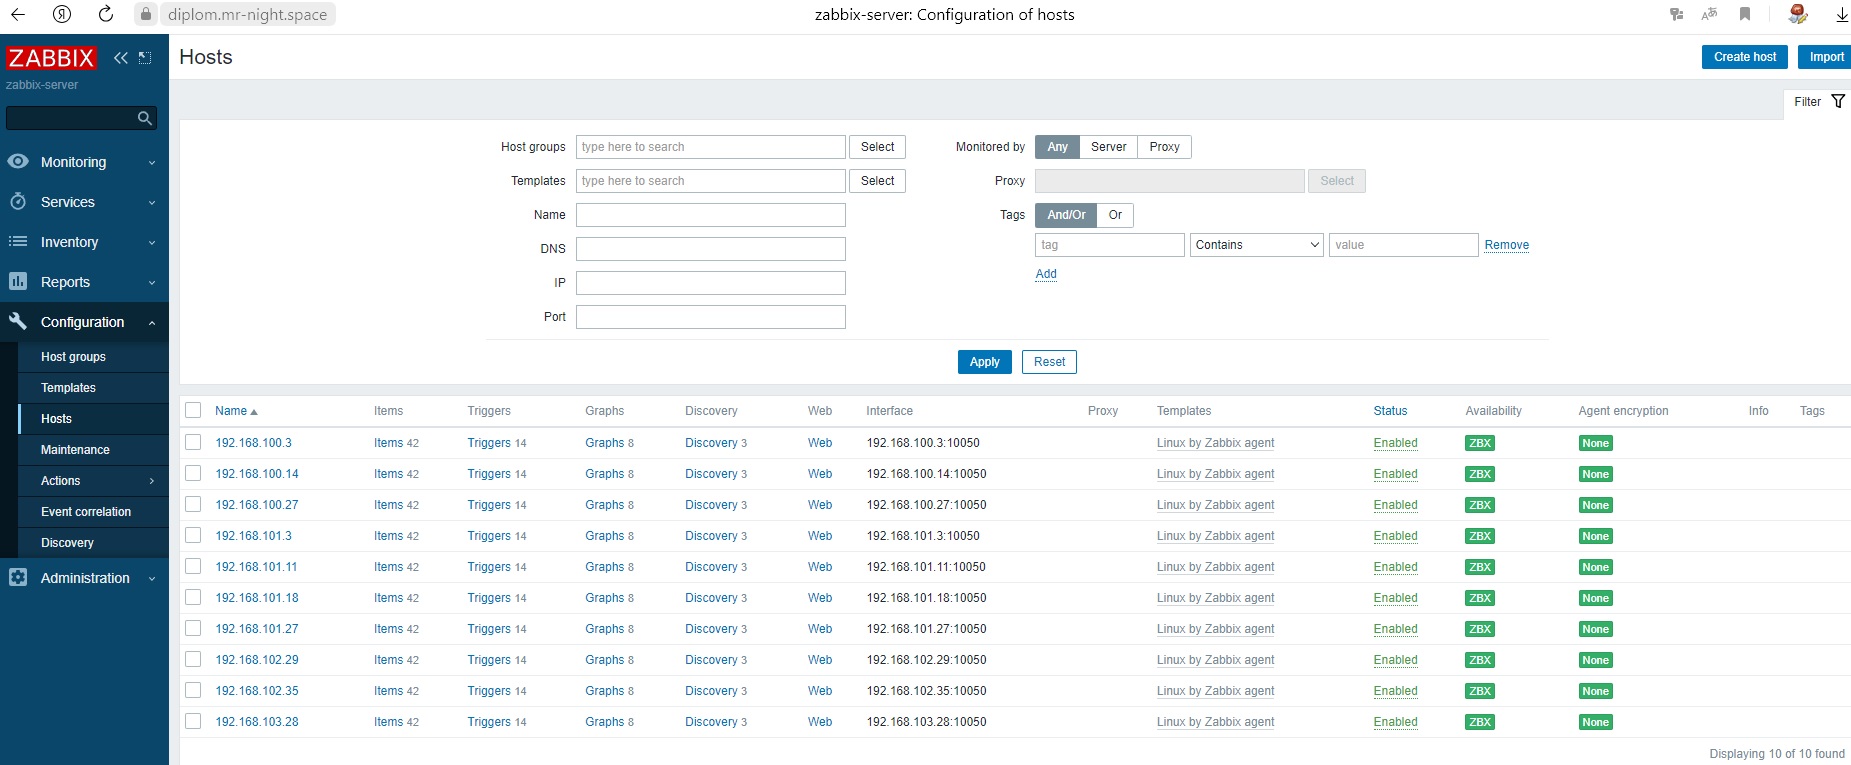 diplom.mr-night.space zabbix-server: Configuration of hosts
ZABBIX
zabbix-server
Monitoring
Services
Inventory
Reports
Configuration
Host groups
Templates
Hosts
Maintenance
Actions
Event correlation
Discovery
Administration
Hosts Create host Import
Filter
Host groups type here to search Select Monitored by Any Server Proxy
Templates type here to search Select Proxy Select
Name Tags And/Or Or
DNS tag Contains value Remove
IP Add
Port
Apply Reset
Name Items Triggers Graphs Discovery Web Interface Proxy Templates Status Availability Agent encryption Info Tags
192.168.100.3 Items 42 Triggers 14 Graphs 8 Discovery 3 Web 192.168.100.3:10050 Linux by Zabbix agent Enabled ZBX None
192.168.100.14 Items 42 Triggers 14 Graphs 8 Discovery 3 Web 192.168.100.14:10050 Linux by Zabbix agent Enabled ZBX None
192.168.100.27 Items 42 Triggers 14 Graphs 8 Discovery 3 Web 192.168.100.27:10050 Linux by Zabbix agent Enabled ZBX None
192.168.101.3 Items 42 Triggers 14 Graphs 8 Discovery 3 Web 192.168.101.3:10050 Linux by Zabbix agent Enabled ZBX None
192.168.101.11 Items 42 Triggers 14 Graphs 8 Discovery 3 Web 192.168.101.11:10050 Linux by Zabbix agent Enabled ZBX None
192.168.101.18 Items 42 Triggers 14 Graphs 8 Discovery 3 Web 192.168.101.18:10050 Linux by Zabbix agent Enabled ZBX None
192.168.101.27 Items 42 Triggers 14 Graphs 8 Discovery 3 Web 192.168.101.27:10050 Linux by Zabbix agent Enabled ZBX None
192.168.102.29 Items 42 Triggers 14 Graphs 8 Discovery 3 Web 192.168.102.29:10050 Linux by Zabbix agent Enabled ZBX None
192.168.102.35 Items 42 Triggers 14 Graphs 8 Discovery 3 Web 192.168.102.35:10050 Linux by Zabbix agent Enabled ZBX None
192.168.103.28 Items 42 Triggers 14 Graphs 8 Discovery 3 Web 192.168.103.28:10050 Linux by Zabbix agent Enabled ZBX None
Displaying 10 of 10 found